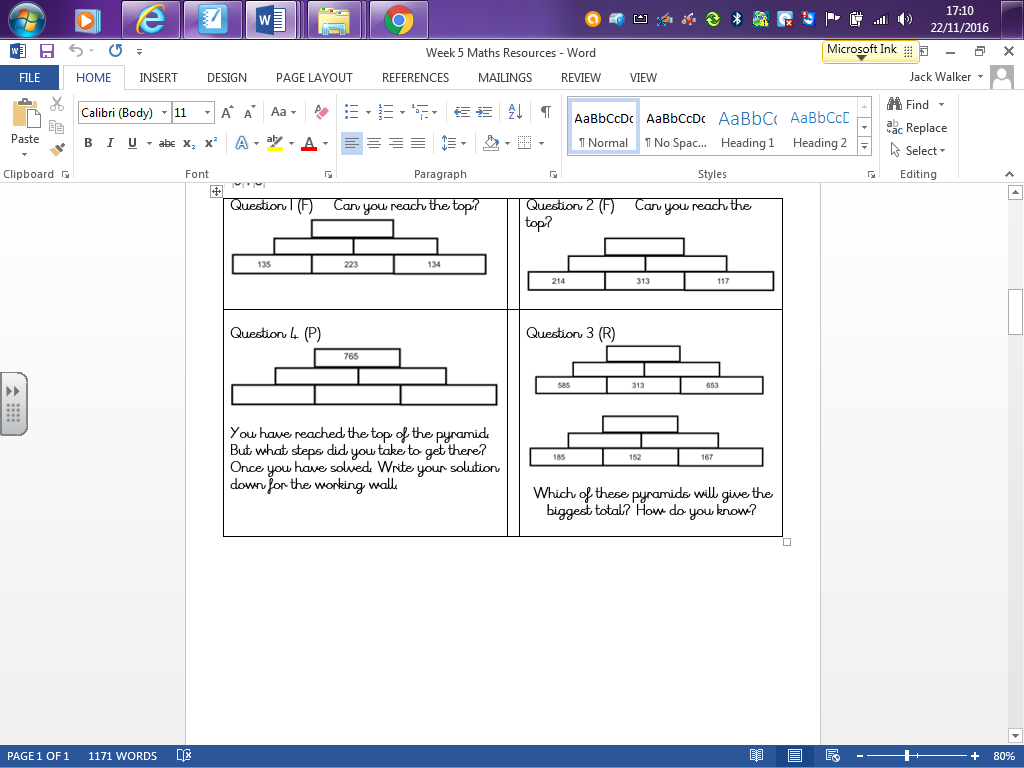 17:10
22/11/2016
Week 5 Maths Resources - Word
Microsoft Ink
FILE
HOME
INSERT
DESIGN
PAGE LAYOUT
REFERENCES
MAILINGS
REVIEW
VIEW
Jack Walker
Paste
Calibri (Body)
11
A
A
Aa
B I U abc x₂ x²
A
ab
A
AaBbCcDc
AaBbCcDc
AaBbC
AaBbCcD
¶ Normal
¶ No Spac...
Heading 1
Heading 2
Find
Replace
Select
Clipboard
Font
Paragraph
Styles
Editing
Question 1 (F) Can you reach the top?
135 223 134
Question 2 (F) Can you reach the
top?
214 313 117
Question 4. (P)
765
You have reached the top of the pyramid.
But what steps did you take to get there?
Once you have solved. Write your solution
down for the working wall.
Question 3 (R)
585 313 653
185 152 167
Which of these pyramids will give the
biggest total? How do you know?
PAGE 1 OF 1
1171 WORDS
80%